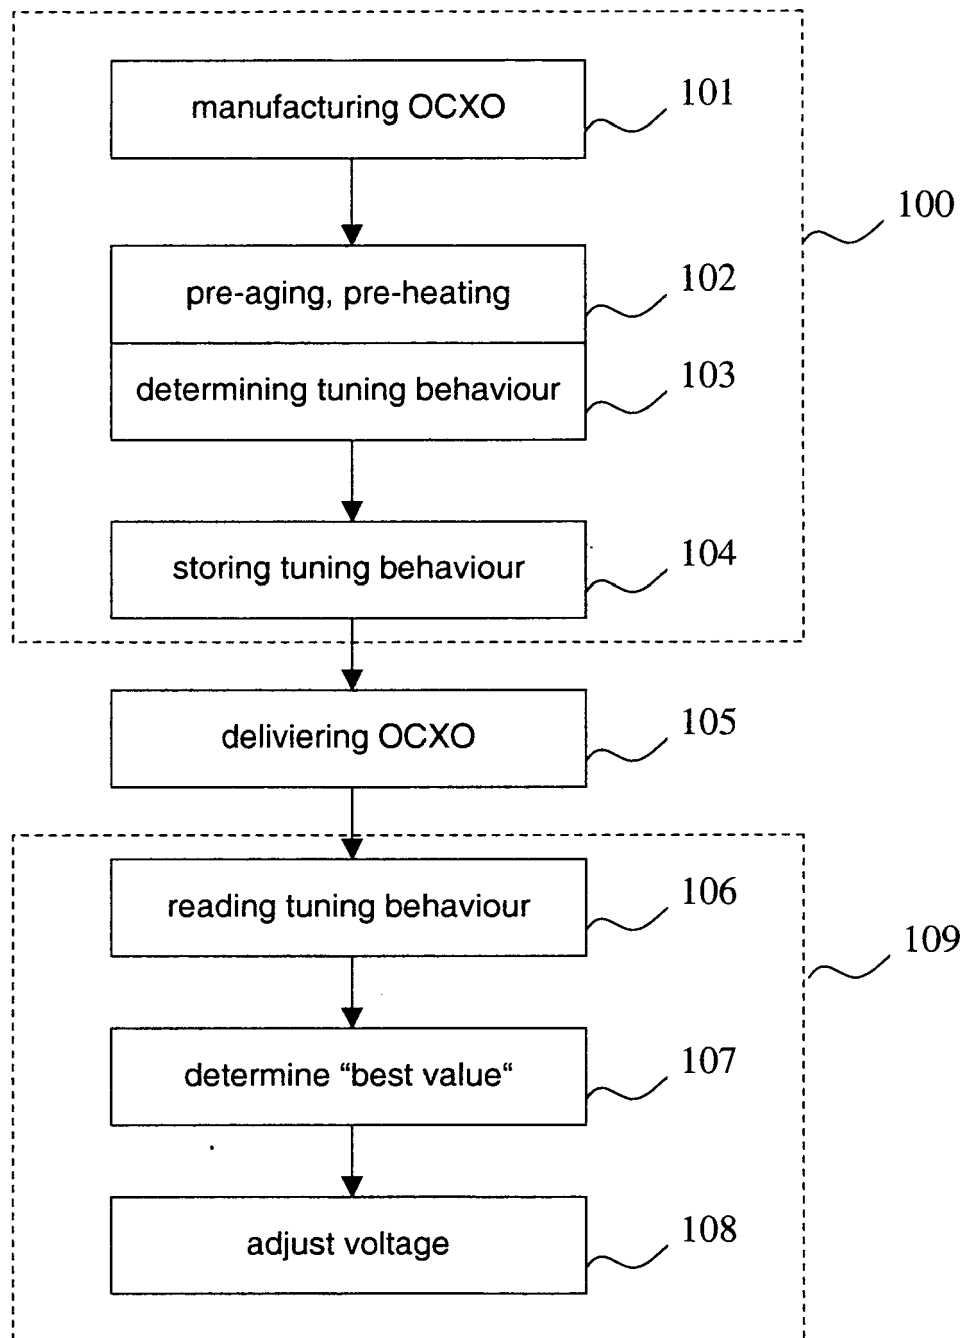 manufacturing OCXO
101
100
pre-aging, pre-heating
102
determining tuning behaviour
103
storing tuning behaviour
104
deliviering OCXO
105
reading tuning behaviour
106
109
determine “best value“
107
adjust voltage
108